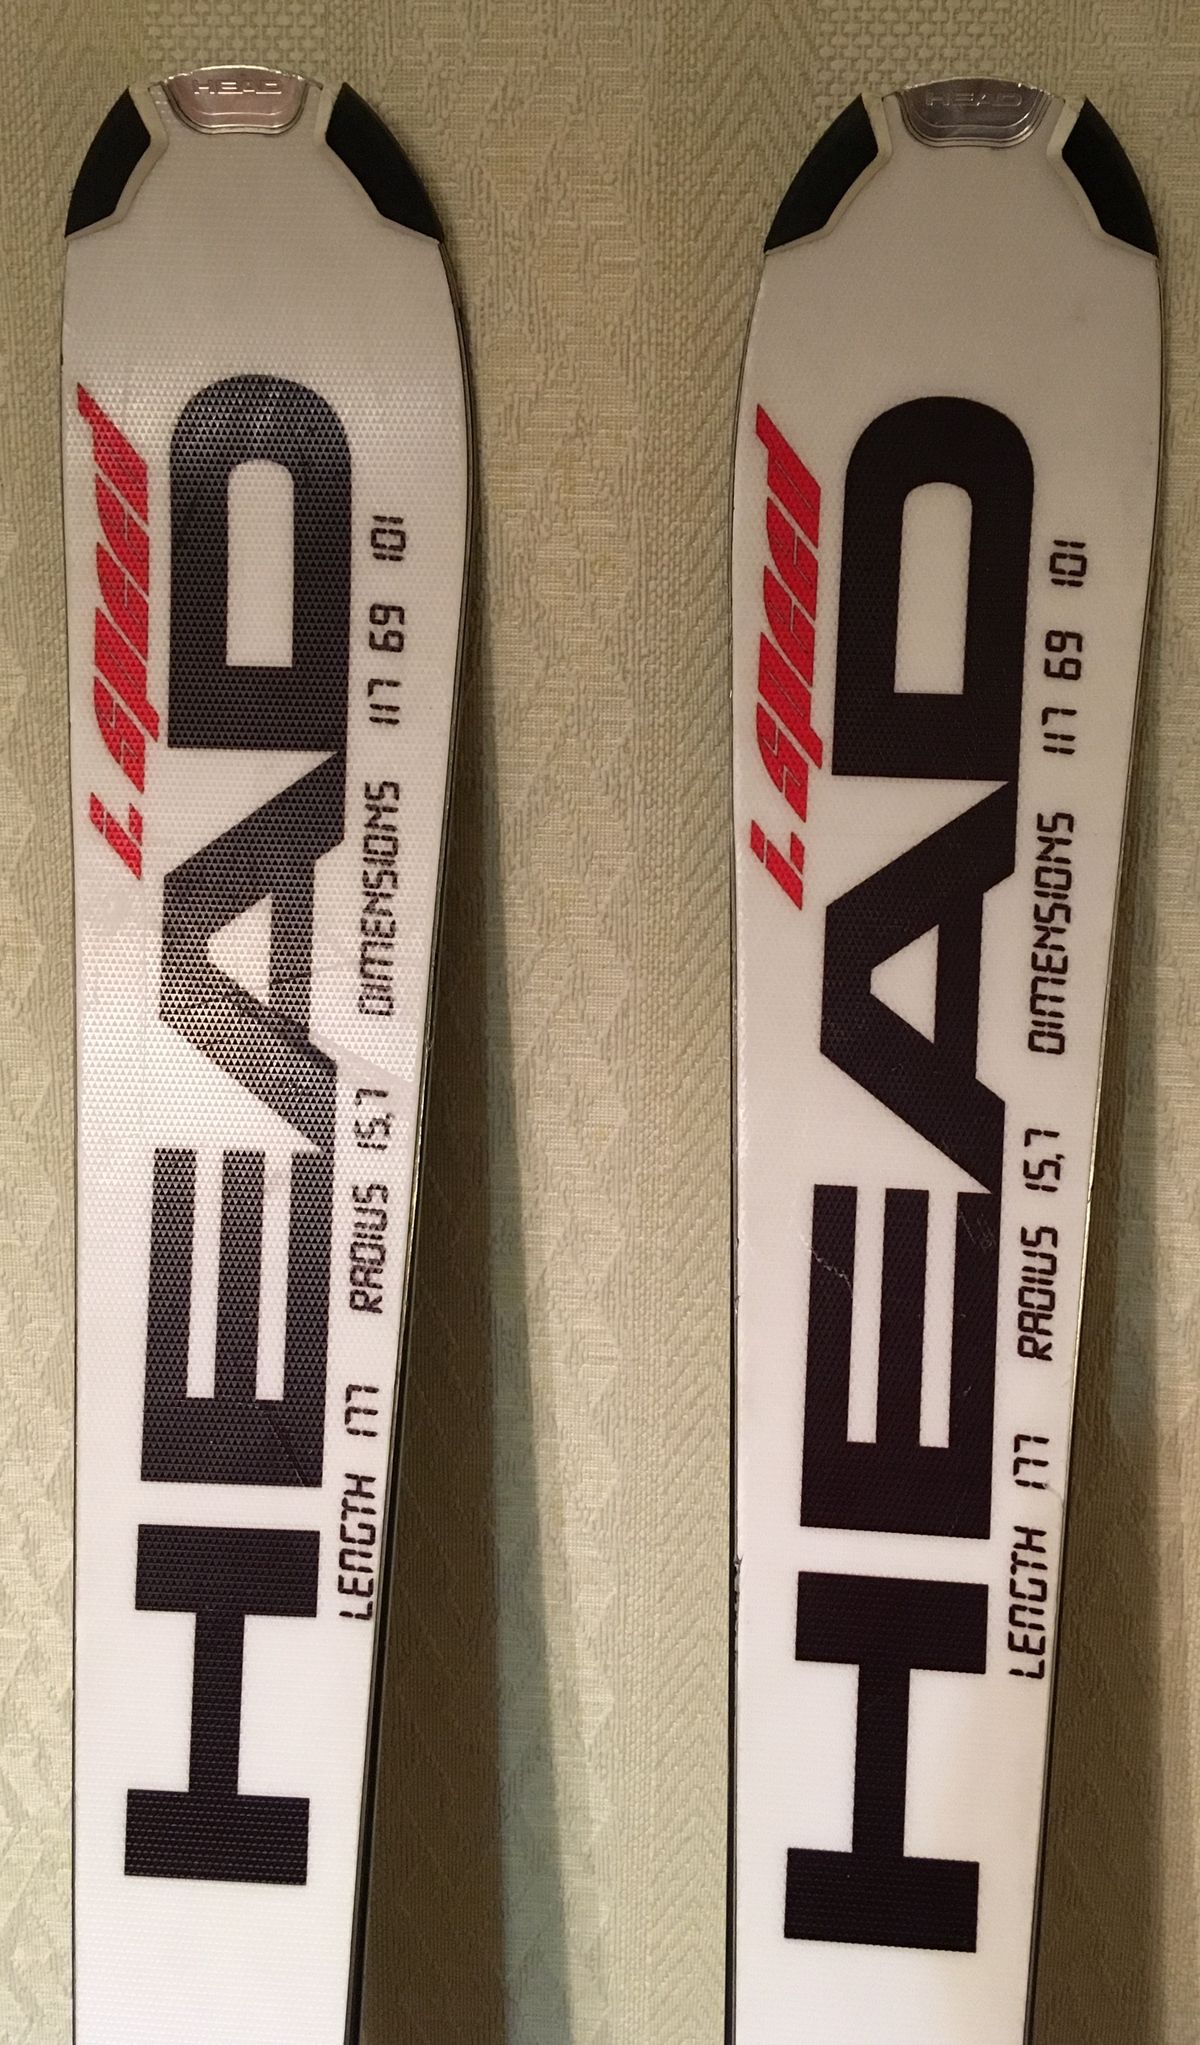 HEAD
i. speed
HEAD
LENGTH 177 RADIUS 15.7 DIMENSIONS 117 69 101
HEAD
i. speed
HEAD
LENGTH 177 RADIUS 15.7 DIMENSIONS 117 69 101